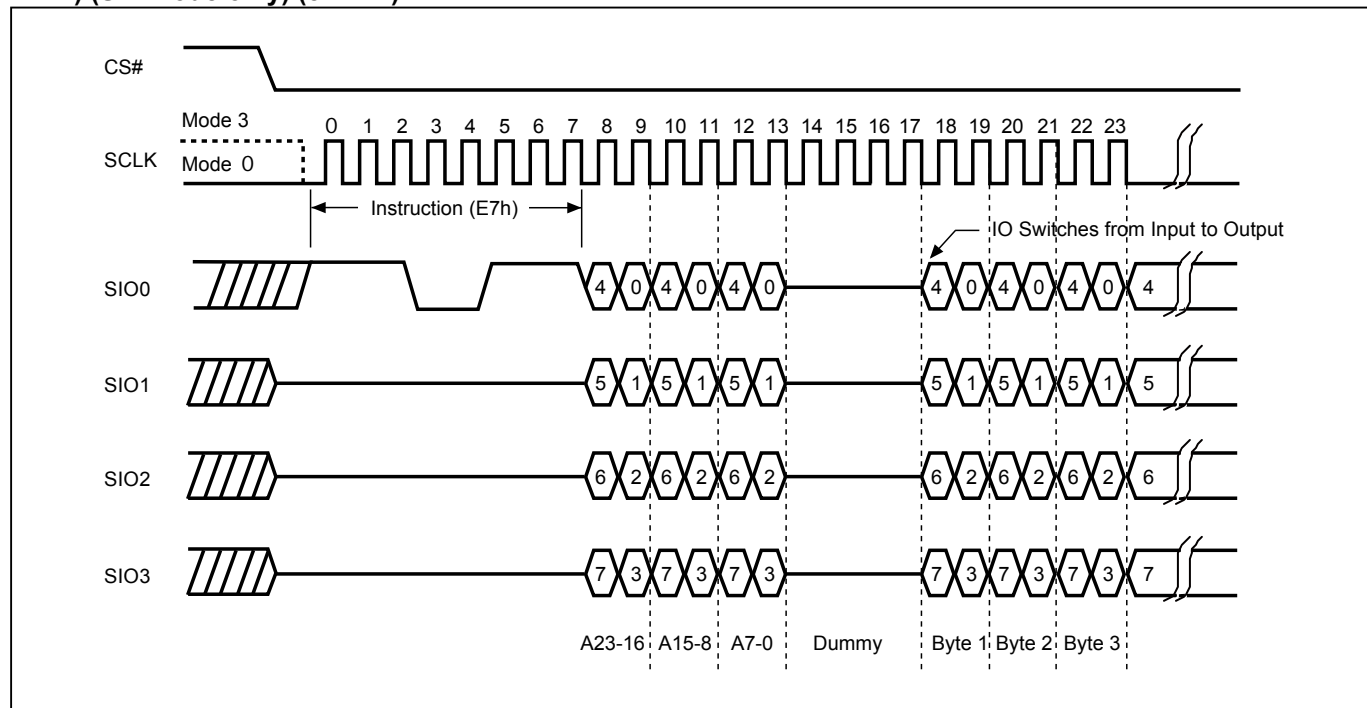 CS#
Mode 3
0 1 2 3 4 5 6 7 8 9 10 11 12 13 14 15 16 17 18 19 20 21 22 23
SCLK
Mode 0
Instruction (E7h)
IO Switches from Input to Output
SIO0
4 0 4 0 4 0 4 0 4 0 4 0 4
SIO1
5 1 5 1 5 1 5 1 5 1 5 1 5
SIO2
6 2 6 2 6 2 6 2 6 2 6 2 6
SIO3
7 3 7 3 7 3 7 3 7 3 7 3 7
A23-16 A15-8 A7-0 Dummy Byte 1 Byte 2 Byte 3